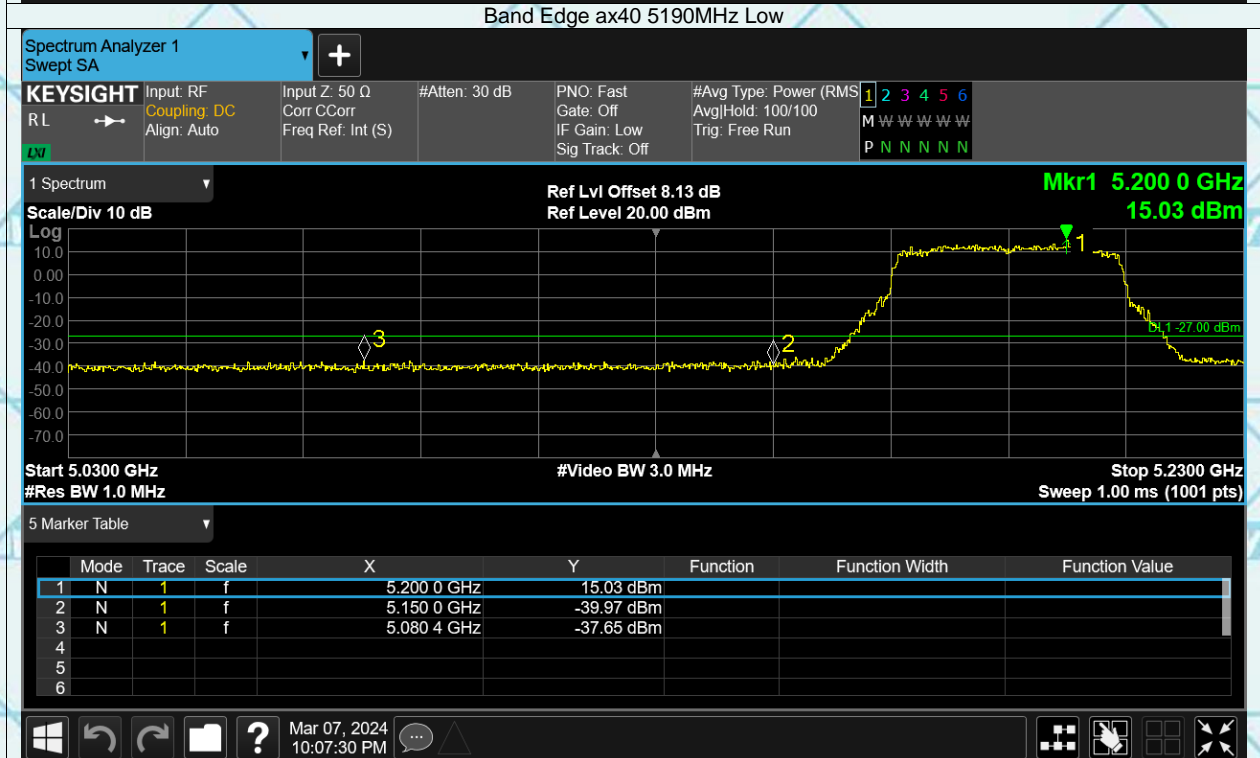 Band Edge ax40 5190MHz Low
Spectrum Analyzer 1
Swept SA
KEYSIGHT
R L
LXI
Input: RF
Coupling: DC
Align: Auto
Input Z: 50 Ω
Corr CCorr
Freq Ref: Int (S)
#Atten: 30 dB
PNO: Fast
Gate: Off
IF Gain: Low
Sig Track: Off
#Avg Type: Power (RMS
Avg|Hold: 100/100
Trig: Free Run
1 2 3 4 5 6
M W W W W W W
P N N N N N
1 Spectrum
Scale/Div 10 dB
Ref Lvl Offset 8.13 dB
Ref Level 20.00 dBm
Mkr1 5.200 0 GHz
15.03 dBm
Log
10.0
0.00
-10.0
-20.0
-30.0
-40.0
-50.0
-60.0
-70.0
1
2
3
DL1 -27.00 dBm
Start 5.0300 GHz
#Video BW 3.0 MHz
Stop 5.2300 GHz
#Res BW 1.0 MHz
Sweep 1.00 ms (1001 pts)
5 Marker Table
Mode Trace Scale X Y Function Function Width Function Value
1 N 1 f 5.200 0 GHz 15.03 dBm
2 N 1 f 5.150 0 GHz -39.97 dBm
3 N 1 f 5.080 4 GHz -37.65 dBm
4
5
6
?
Mar 07, 2024
10:07:30 PM